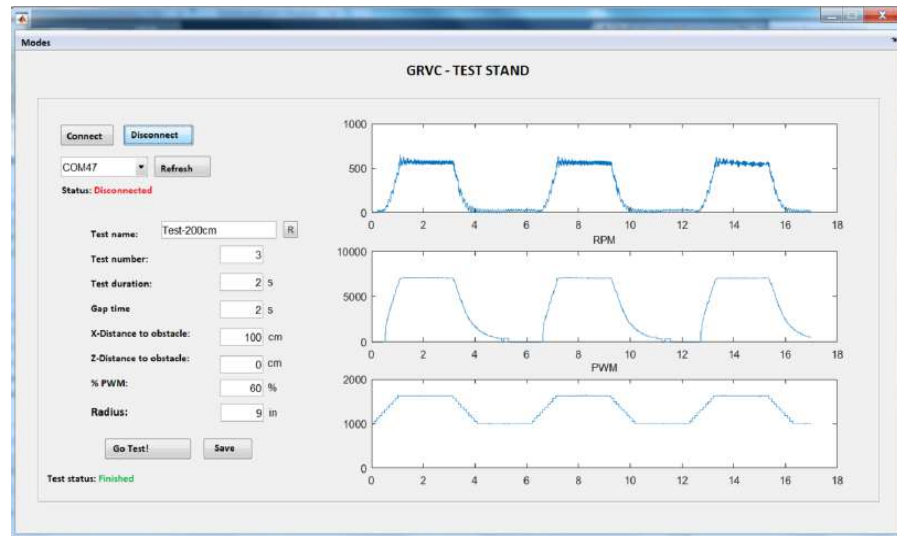 Modes
GRVC - TEST STAND
Connect
Disconnect
COM47
Refresh
Status: Disconnected
Test name: Test-200cm R
Test number: 3
Test duration: 2 s
Gap time 2 s
X-Distance to obstacle: 100 cm
Z-Distance to obstacle: 0 cm
% PWM: 60 %
Radius: 9 in
Go Test!
Save
Test status: Finished
1000
500
0
0 2 4 6 8 10 12 14 16 18
RPM
10000
5000
0
0 2 4 6 8 10 12 14 16 18
PWM
2000
1000
0
0 2 4 6 8 10 12 14 16 18